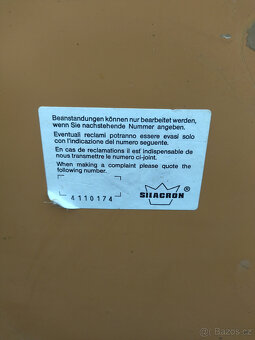 Beanstandungen können nur bearbeitet werden,
wenn Sie nachstehende Nummer angeben.
Eventuali reclami potranno essere evasi solo
con l'indicazione del numero seguente.
En cas de reclamations il est indispensable de
nous transmettre le numero ci-joint.
When making a complaint please quote the
following number.
4110174
SHACRON ®
© Bazoš.cz